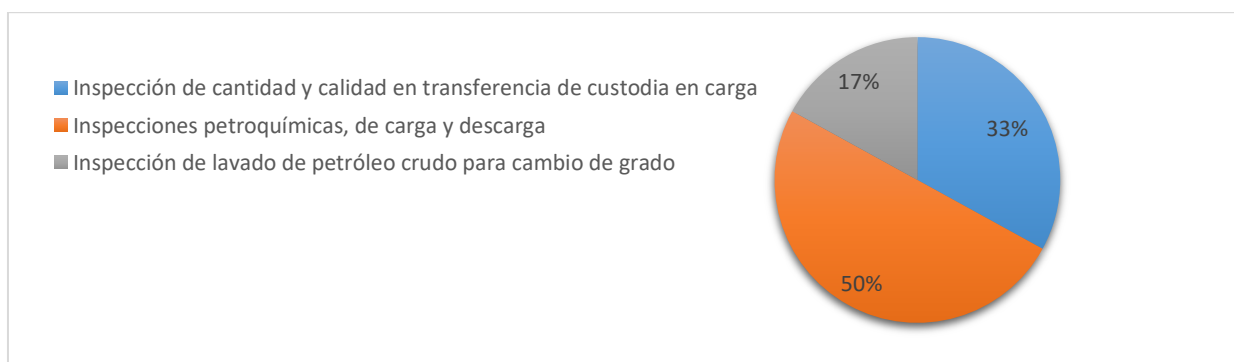 Inspección de cantidad y calidad en transferencia de custodia en carga
Inspecciones petroquímicas, de carga y descarga
Inspección de lavado de petróleo crudo para cambio de grado
17%
33%
50%